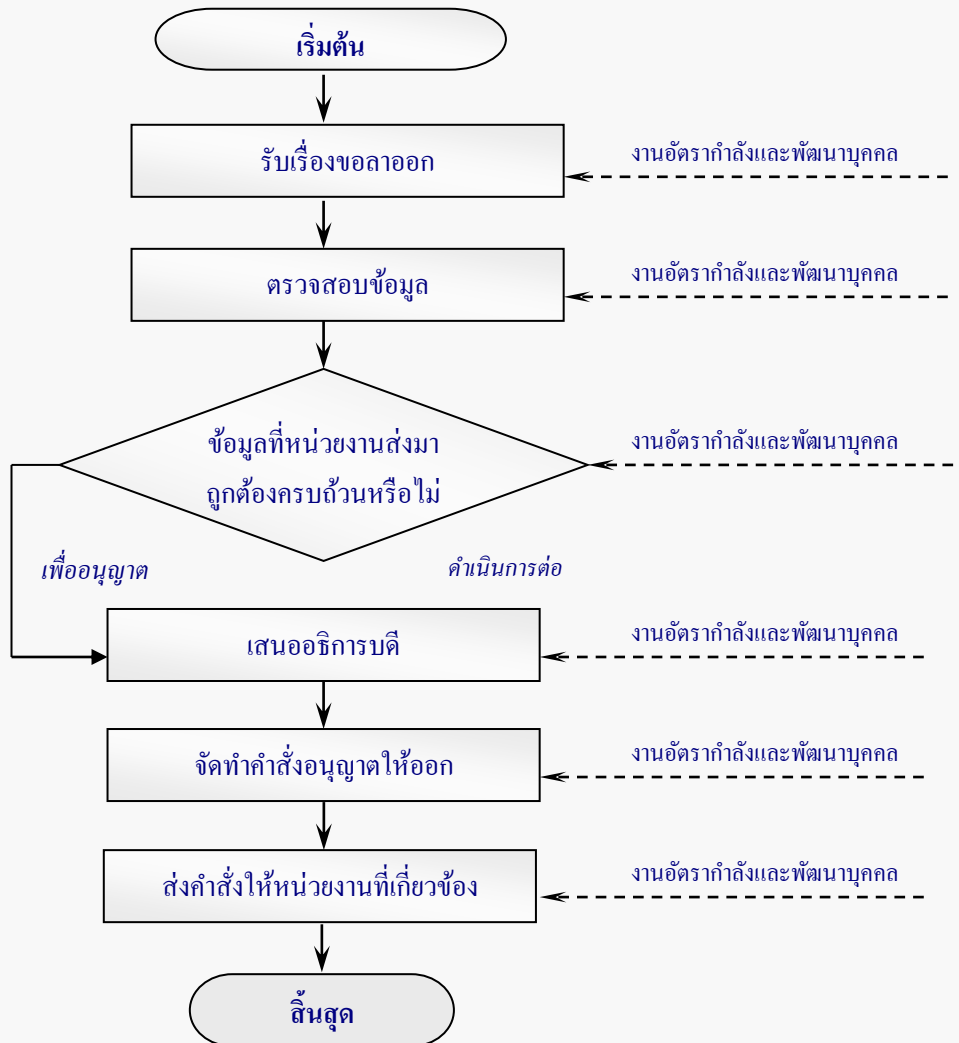 เริ่มต้น
รับเรื่องขอลาออก
งานอัตรากำลังและพัฒนาบุคคล
ตรวจสอบข้อมูล
งานอัตรากำลังและพัฒนาบุคคล
ข้อมูลที่หน่วยงานส่งมา
ถูกต้องครบถ้วนหรือไม่
งานอัตรากำลังและพัฒนาบุคคล
เพื่ออนุญาต
ดำเนินการต่อ
เสนออธิการบดี
งานอัตรากำลังและพัฒนาบุคคล
จัดทำคำสั่งอนุญาตให้ออก
งานอัตรากำลังและพัฒนาบุคคล
ส่งคำสั่งให้หน่วยงานที่เกี่ยวข้อง
งานอัตรากำลังและพัฒนาบุคคล
สิ้นสุด